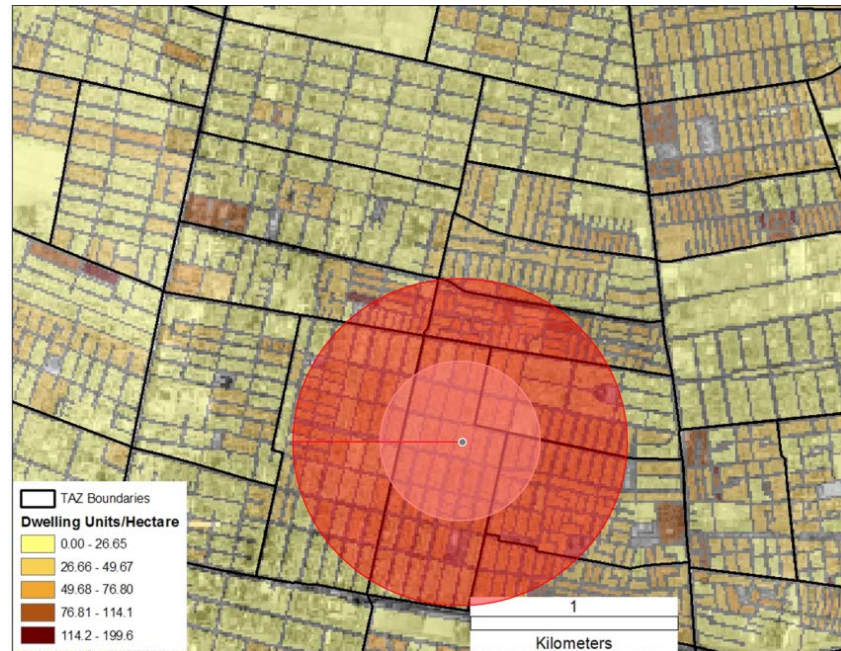 TAZ Boundaries
Dwelling Units/Hectare
0.00 - 26.65
26.66 - 49.67
49.68 - 76.80
76.81 - 114.1
114.2 - 199.6
1
Kilometers